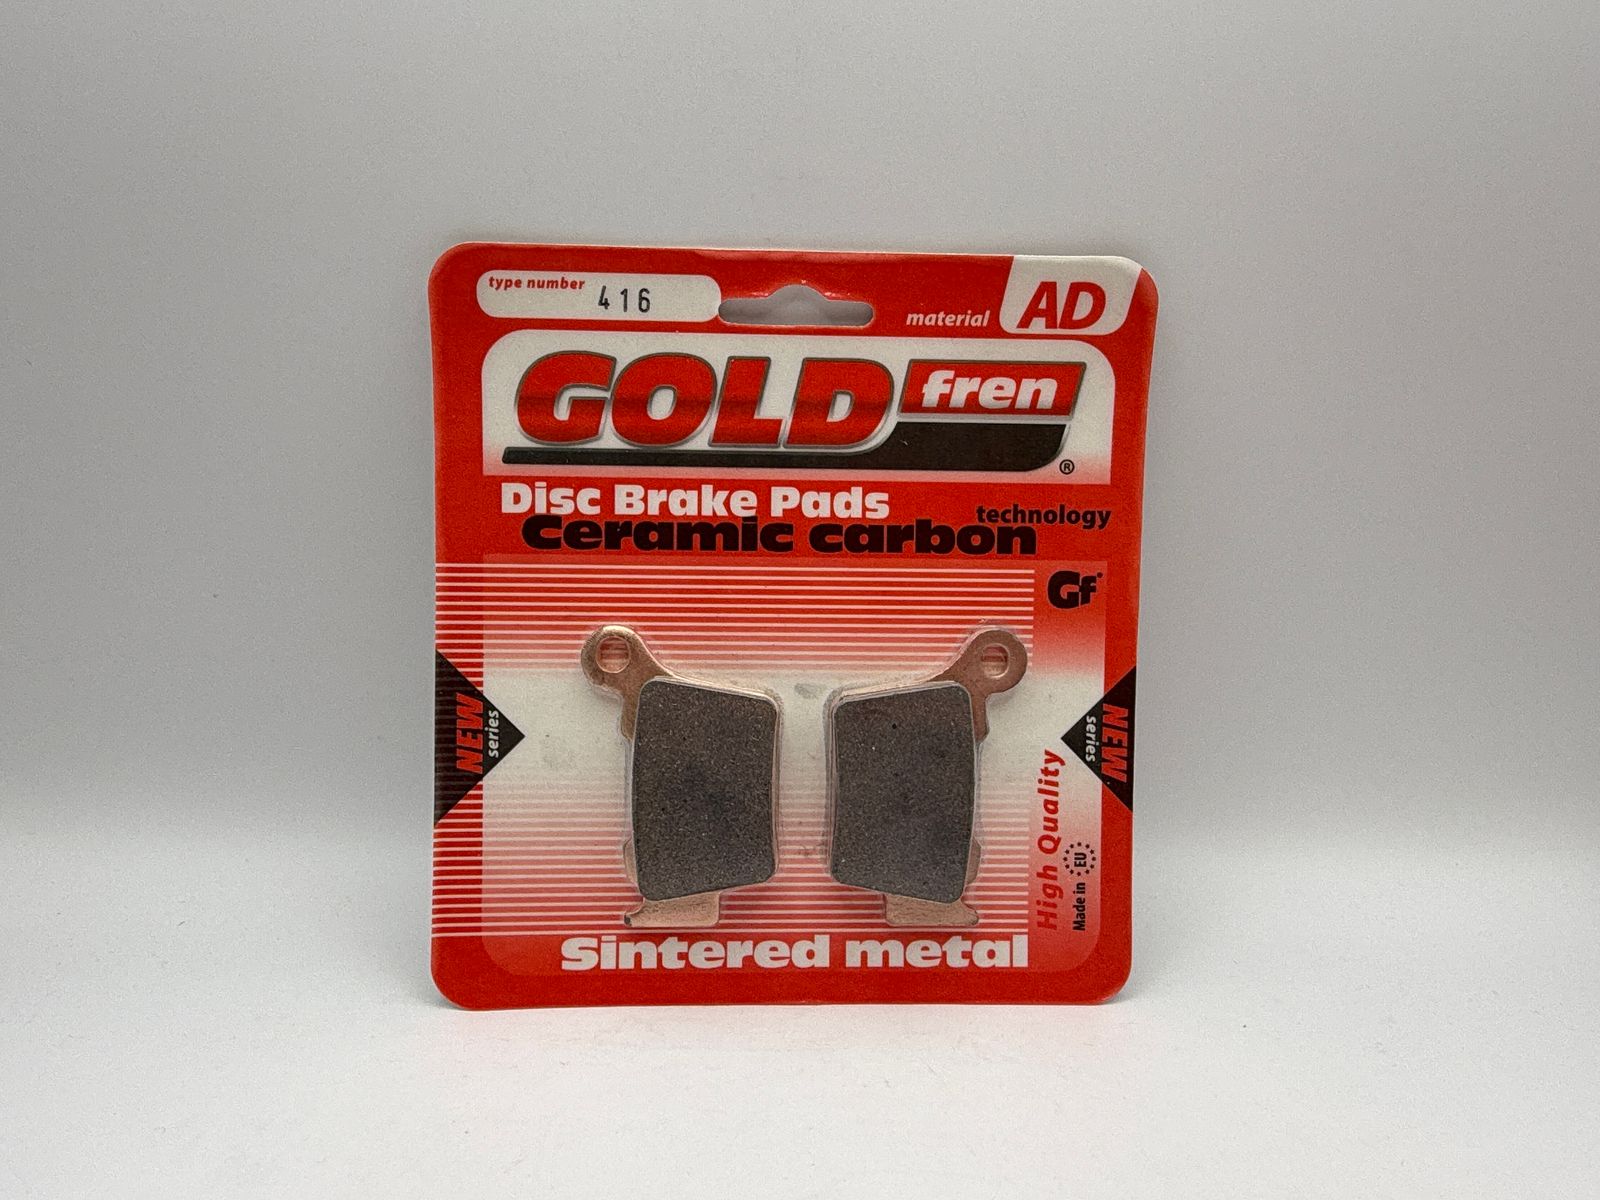 type number 416
material AD
GOLD fren
®
Disc Brake Pads
technology
Ceramic carbon
Gf®
NEW
series
NEW
series
High Quality
Made in EU
Sintered metal